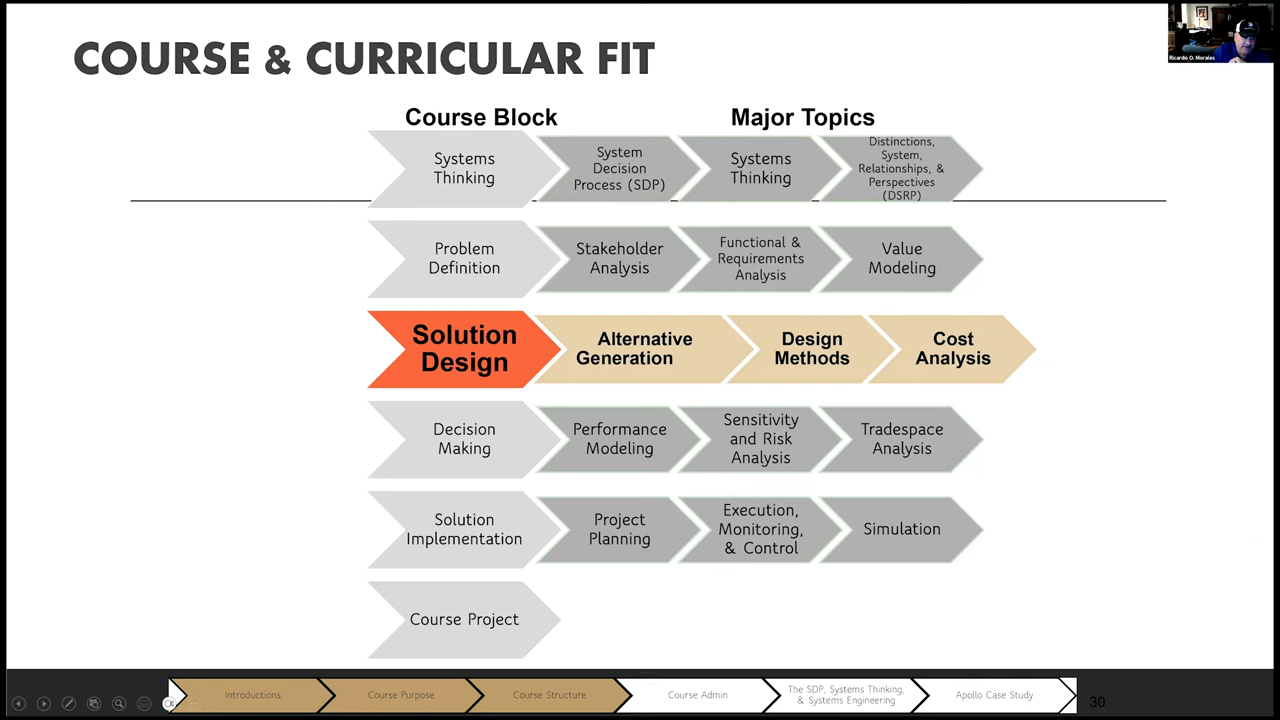 COURSE & CURRICULAR FIT
Ricardo O. Morales
Course Block
Major Topics
Systems
Thinking
System
Decision
Process (SDP)
Systems
Thinking
Distinctions,
System,
Relationships, &
Perspectives
(DSRP)
Problem
Definition
Stakeholder
Analysis
Functional &
Requirements
Analysis
Value
Modeling
Solution
Design
Alternative
Generation
Design
Methods
Cost
Analysis
Decision
Making
Performance
Modeling
Sensitivity
and Risk
Analysis
Tradespace
Analysis
Solution
Implementation
Project
Planning
Execution,
Monitoring,
& Control
Simulation
Course Project
Introductions
Course Purpose
Course Structure
Course Admin
The SDP, Systems Thinking,
& Systems Engineering
Apollo Case Study
30